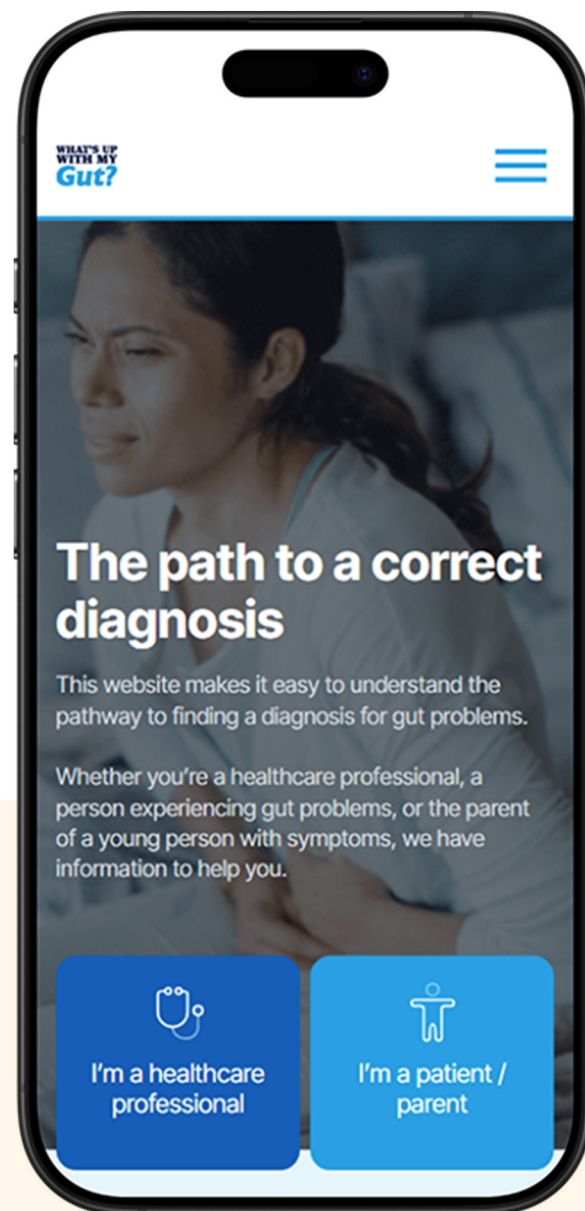 WHAT'S UP
WITH MY
Gut?
The path to a correct
diagnosis
This website makes it easy to understand the
pathway to finding a diagnosis for gut problems.
Whether you're a healthcare professional, a
person experiencing gut problems, or the parent
of a young person with symptoms, we have
information to help you.
I'm a healthcare
professional
I'm a patient /
parent